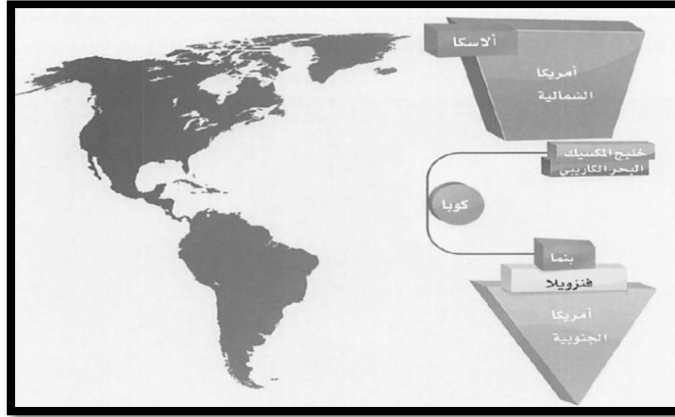 ألاسكا
أمريكا
الشمالية
خليج المكسيك
البحر الكاريبي
كوبا
بنما
فنزويلا
أمريكا
الجنوبية